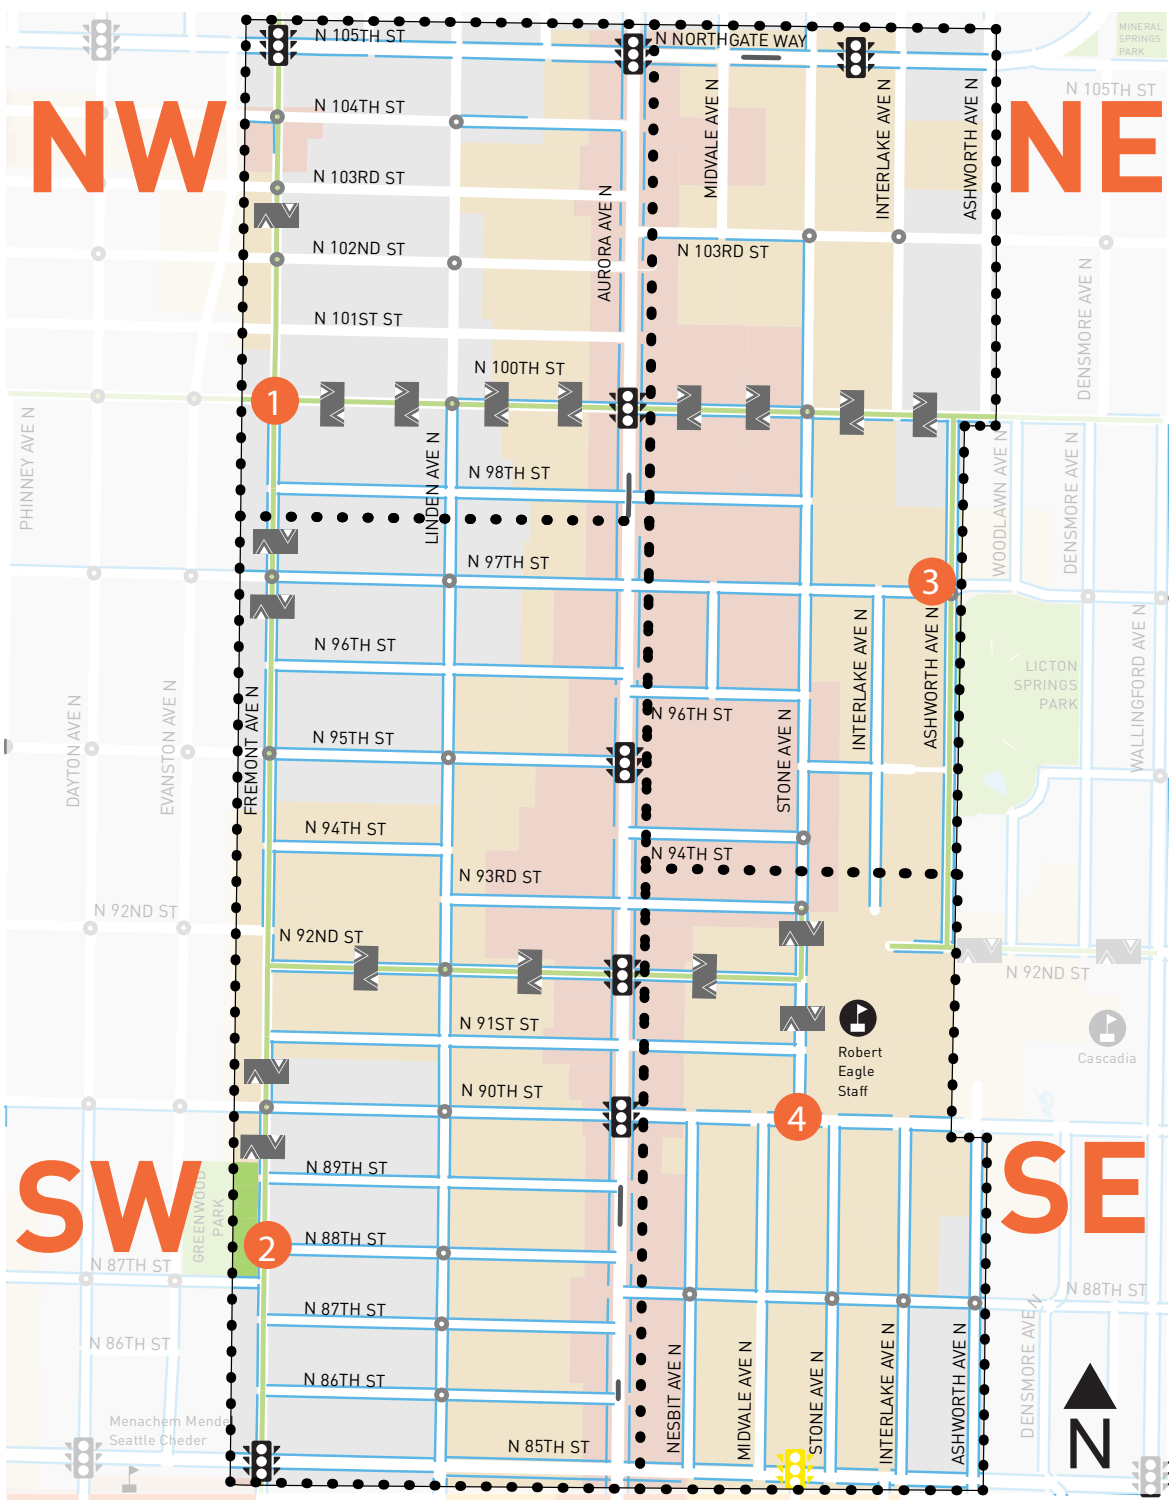 N 105TH ST
N NORTHGATE WAY
MINERAL
SPRINGS
PARK
NW
NE
N 104TH ST
MIDVALE AVE N
INTERLAKE AVE N
ASHWORTH AVE N
N 105TH ST
N 103RD ST
AURORA AVE N
N 102ND ST
N 103RD ST
DENSMORE AVE N
N 101ST ST
N 100TH ST
1
PHINNEY AVE N
LINDEN AVE N
N 98TH ST
WOODLAWN AVE N
DENSMORE AVE N
N 97TH ST
3
N 96TH ST
INTERLAKE AVE N
ASHWORTH AVE N
LICTON
SPRINGS
PARK
WALLINGFORD AVE N
DAYTON AVE N
EVANSTON AVE N
FREMONT AVE N
N 96TH ST
N 95TH ST
STONE AVE N
N 94TH ST
N 94TH ST
N 93RD ST
N 92ND ST
N 92ND ST
N 92ND ST
N 91ST ST
Robert
Eagle
Staff
Cascadia
N 90TH ST
4
SW
SE
N 89TH ST
GREENWOOD
PARK
2
N 88TH ST
N 87TH ST
N 88TH ST
N 87TH ST
N 86TH ST
NESBIT AVE N
MIDVALE AVE N
STONE AVE N
INTERLAKE AVE N
ASHWORTH AVE N
DENSMORE AVE N
N 86TH ST
Menachem Mendel
Seattle Cheder
N 85TH ST
N